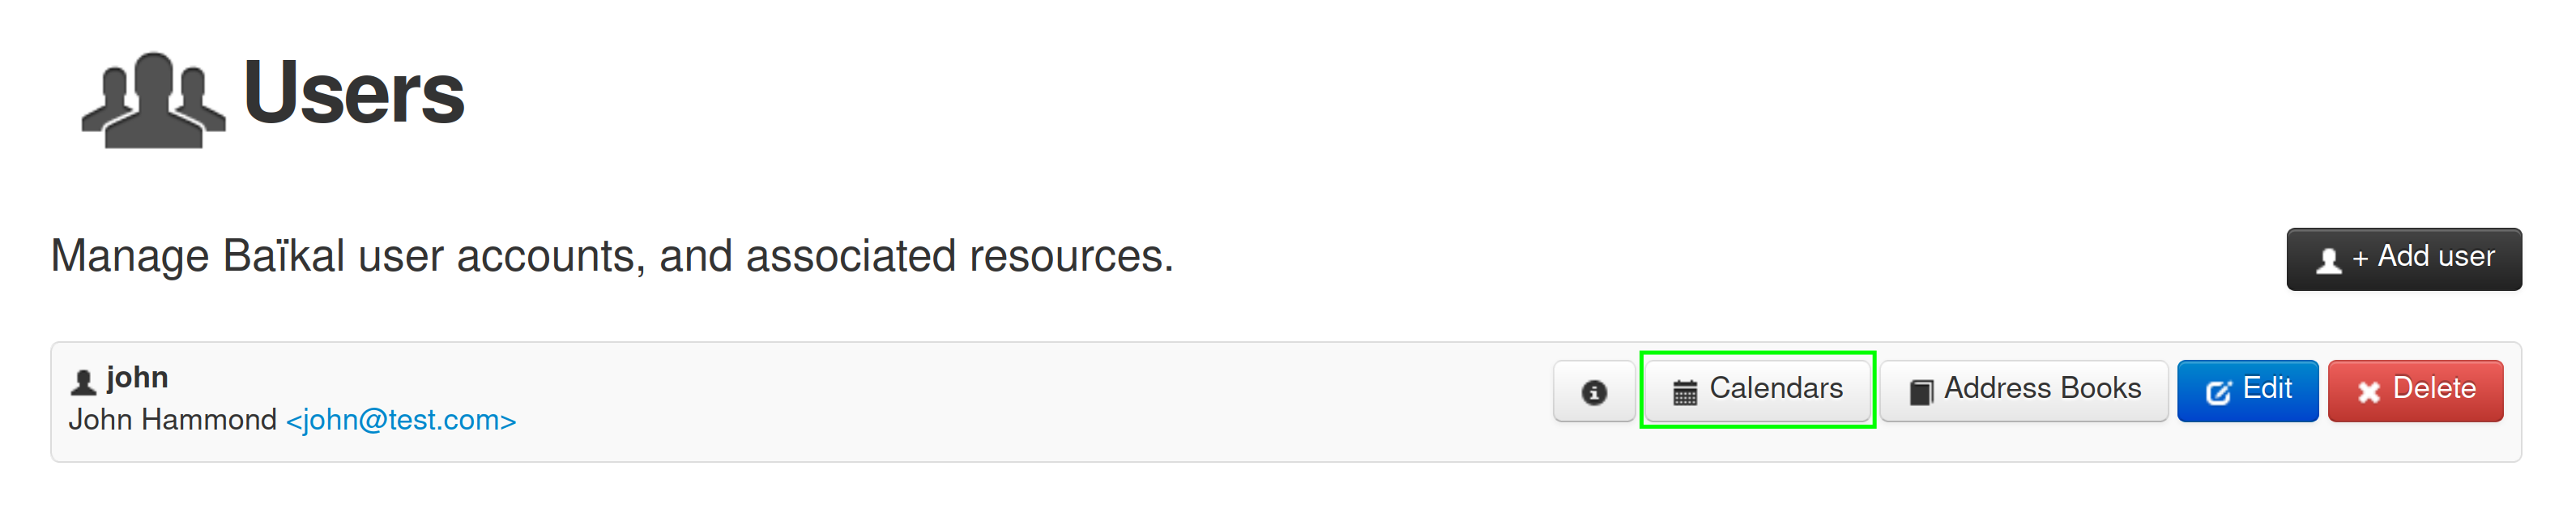 Users
Manage Baïkal user accounts, and associated resources.
+ Add user
john
Calendars
Address Books
Edit
Delete
John Hammond <john@test.com>